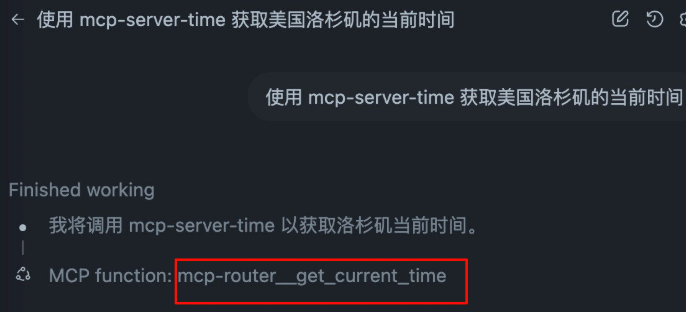 使用 mcp-server-time 获取美国洛杉矶的当前时间
使用 mcp-server-time 获取美国洛杉矶的当前时间
Finished working
我将调用 mcp-server-time 以获取洛杉矶当前时间。
MCP function: mcp-router__get_current_time